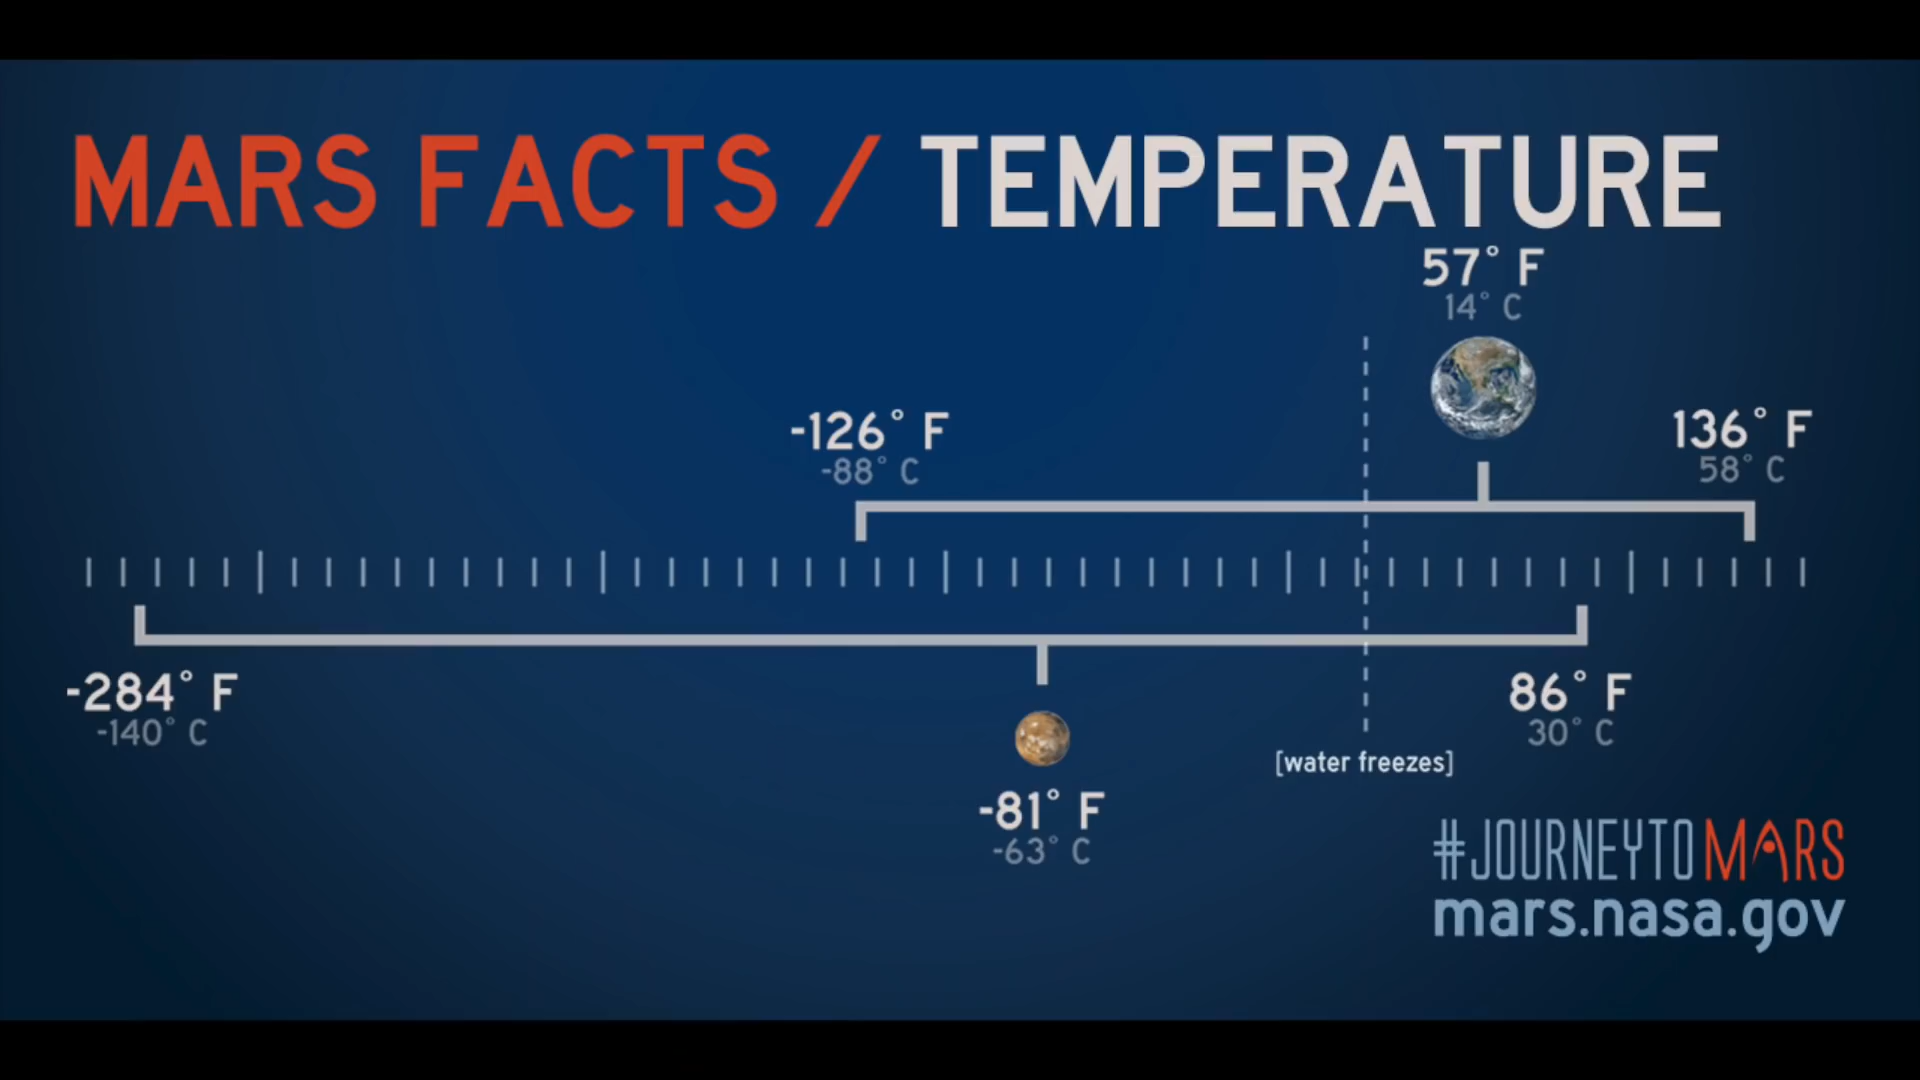 MARS FACTS / TEMPERATURE
57° F
14° C
-126° F
-88° C
136° F
58° C
-284° F
-140° C
86° F
30° C
[water freezes]
-81° F
-63° C
#JOURNEYTOMARS
mars.nasa.gov